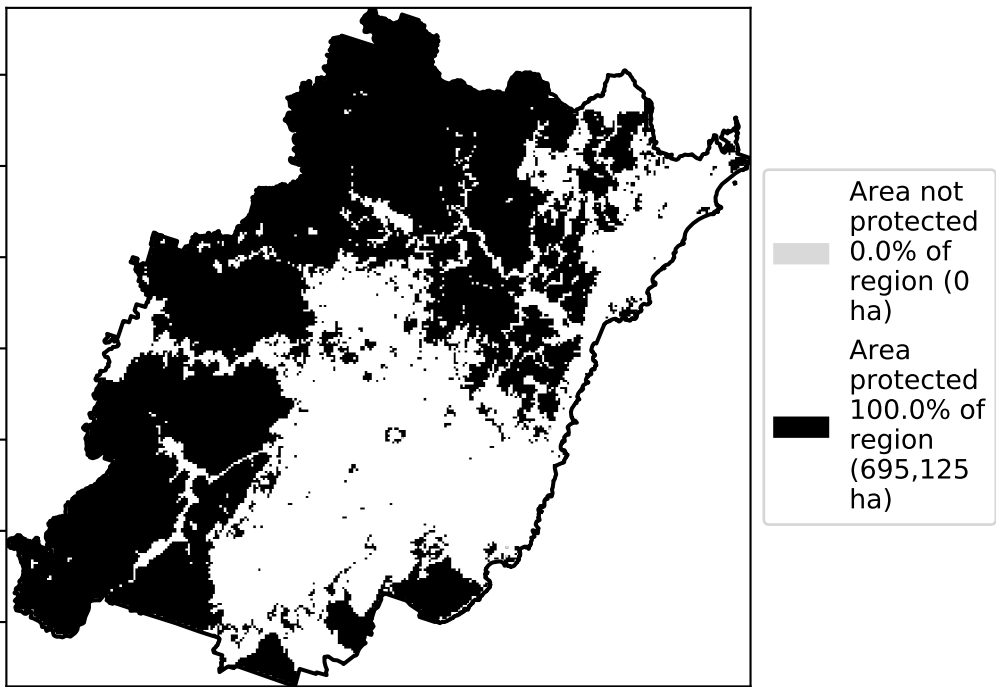 Area not
protected
0.0% of
region (0
ha)
Area
protected
100.0% of
region
(695,125
ha)